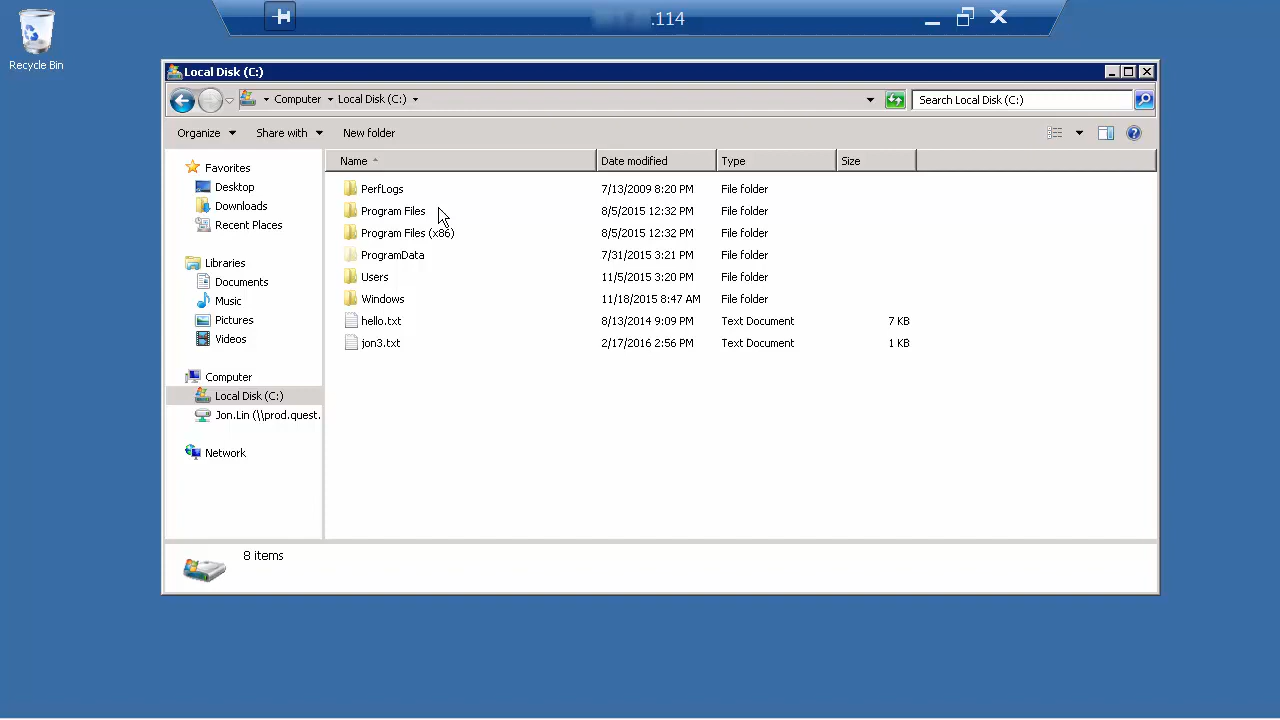 .114
Recycle Bin
Local Disk (C:)
Computer Local Disk (C:) Search Local Disk (C:)
Organize Share with New folder
Name Date modified Type Size
Favorites
Desktop
Downloads
Recent Places
Libraries
Documents
Music
Pictures
Videos
Computer
Local Disk (C:)
Jon.Lin (\\prod.quest.
Network
PerfLogs 7/13/2009 8:20 PM File folder
Program Files 8/5/2015 12:32 PM File folder
Program Files (x86) 8/5/2015 12:32 PM File folder
ProgramData 7/31/2015 3:21 PM File folder
Users 11/5/2015 3:20 PM File folder
Windows 11/18/2015 8:47 AM File folder
hello.txt 8/13/2014 9:09 PM Text Document 7 KB
jon3.txt 2/17/2016 2:56 PM Text Document 1 KB
8 items